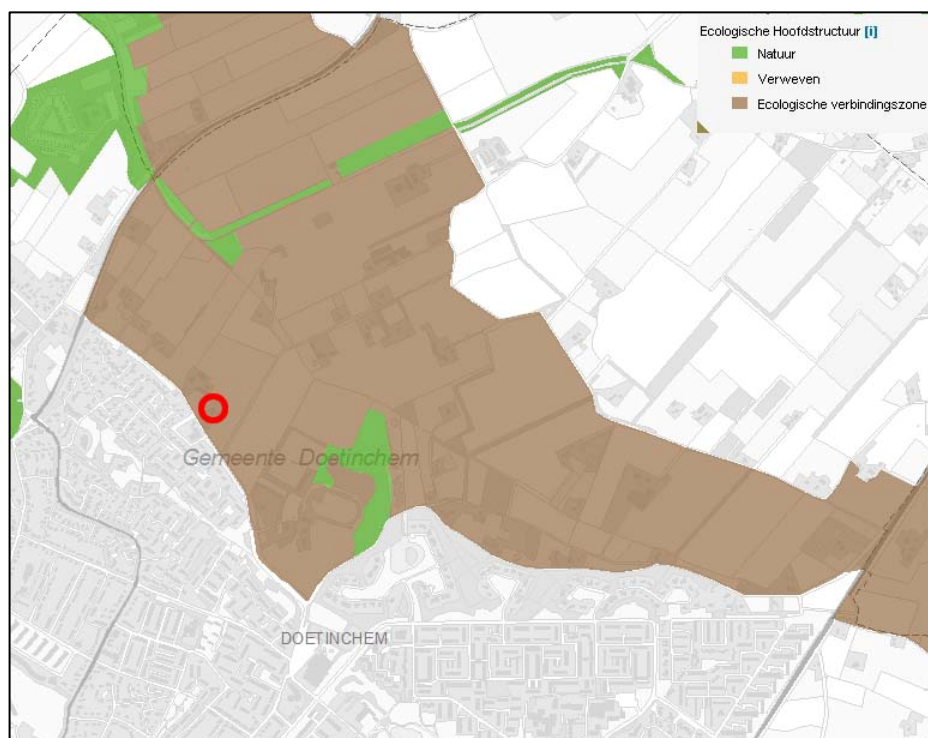 Ecologische Hoofdstructuur [i]
Natuur
Verweven
Ecologische verbindingszone
Gemeente Doetinchem
DOETINCHEM